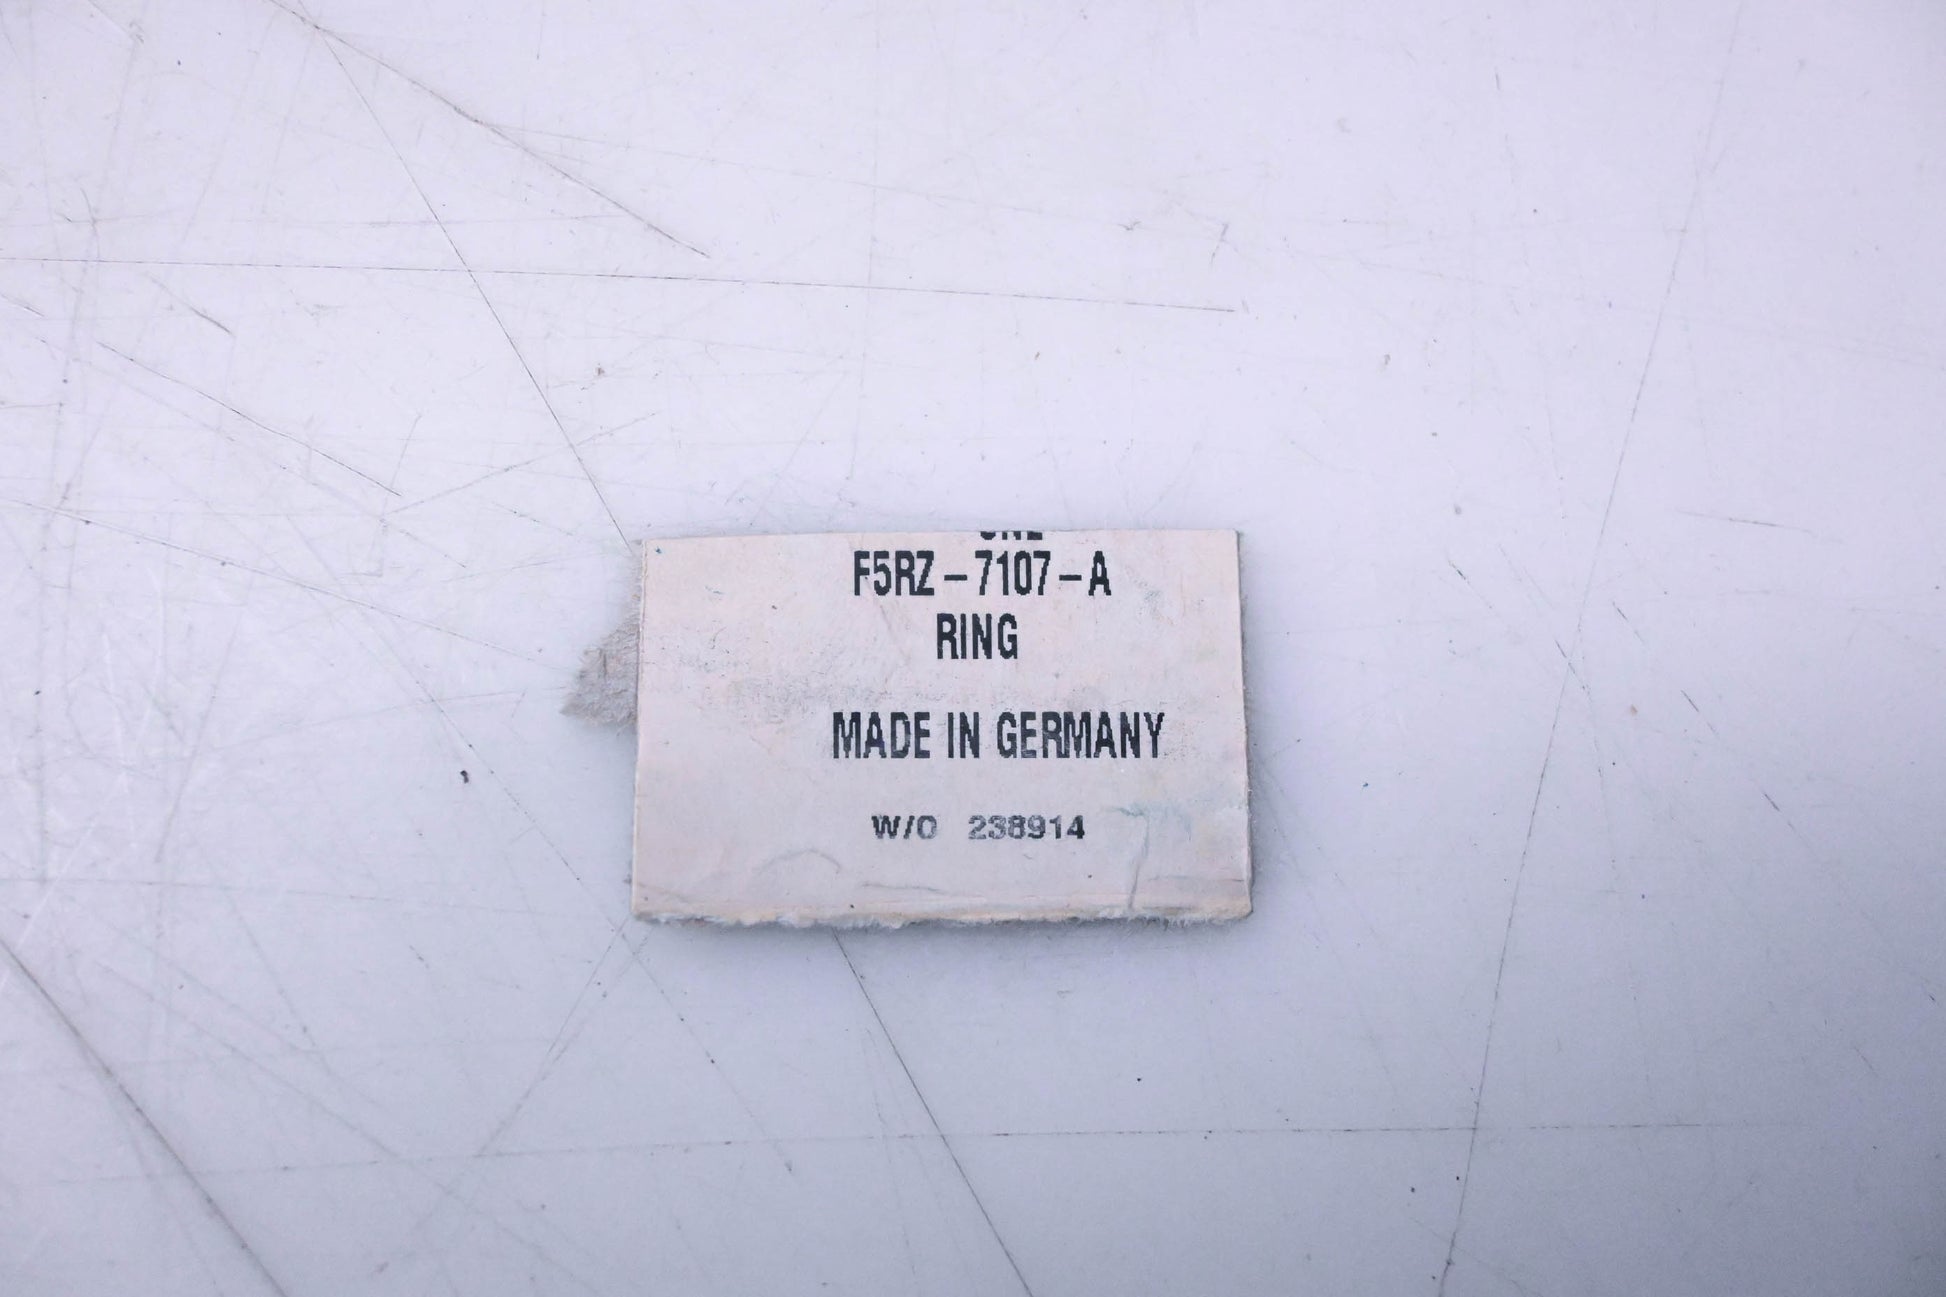 F5RZ-7107-A
RING
MADE IN GERMANY
W/O 238914